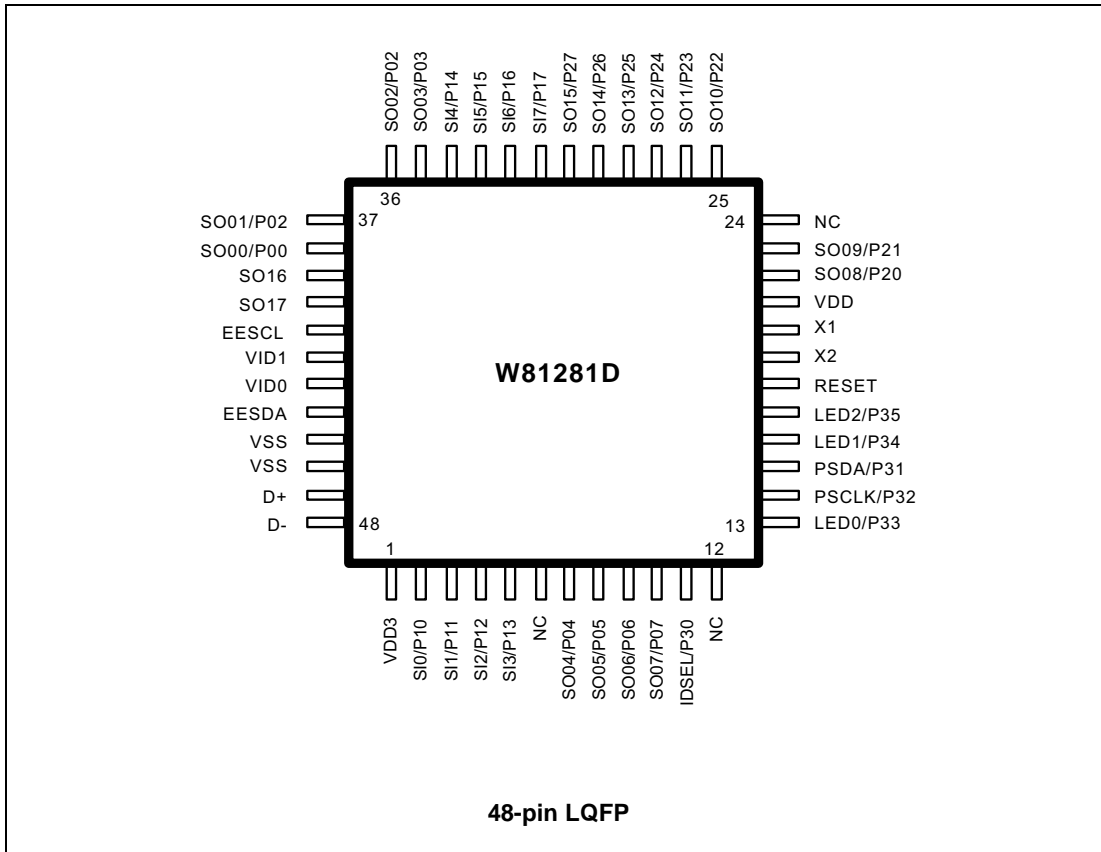 SO02/P02
SO03/P03
SI4/P14
SI5/P15
SI6/P16
SI7/P17
SO15/P27
SO14/P26
SO13/P25
SO12/P24
SO11/P23
SO10/P22
36
25
37
24
SO01/P02
SO00/P00
SO16
SO17
EESCL
VID1
VID0
EESDA
VSS
VSS
D+
D-
W81281D
NC
SO09/P21
SO08/P20
VDD
X1
X2
RESET
LED2/P35
LED1/P34
PSDA/P31
PSCLK/P32
LED0/P33
48
13
1
12
VDD3
SI0/P10
SI1/P11
SI2/P12
SI3/P13
NC
SO04/P04
SO05/P05
SO06/P06
SO07/P07
IDSEL/P30
NC
48-pin LQFP